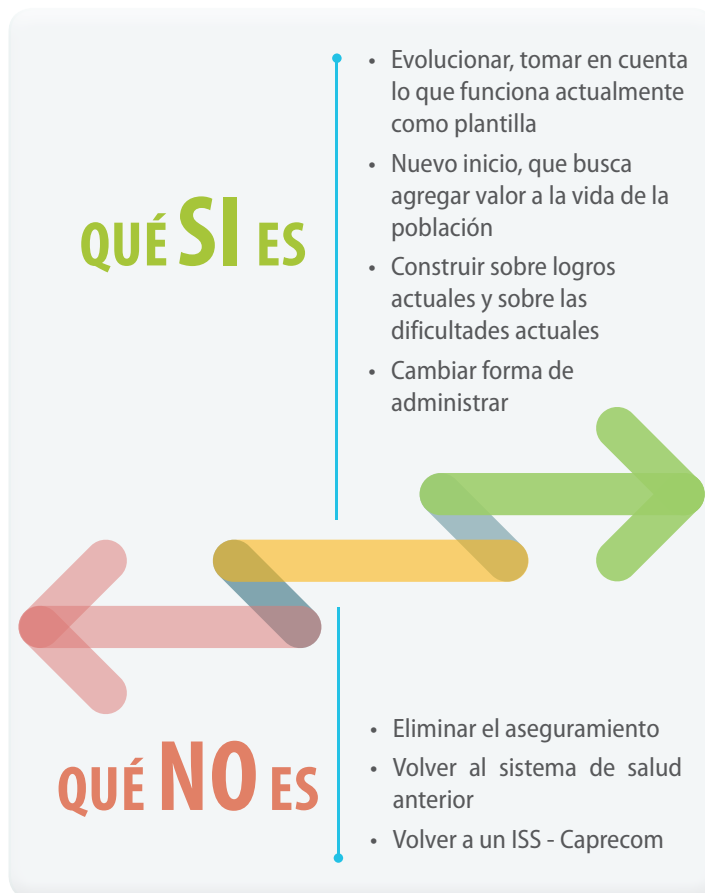 QUÉ SI ES
• Evolucionar, tomar en cuenta
lo que funciona actualmente
como plantilla
• Nuevo inicio, que busca
agregar valor a la vida de la
población
• Construir sobre logros
actuales y sobre las
dificultades actuales
• Cambiar forma de
administrar
QUÉ NO ES
• Eliminar el aseguramiento
• Volver al sistema de salud
anterior
• Volver a un ISS - Caprecom